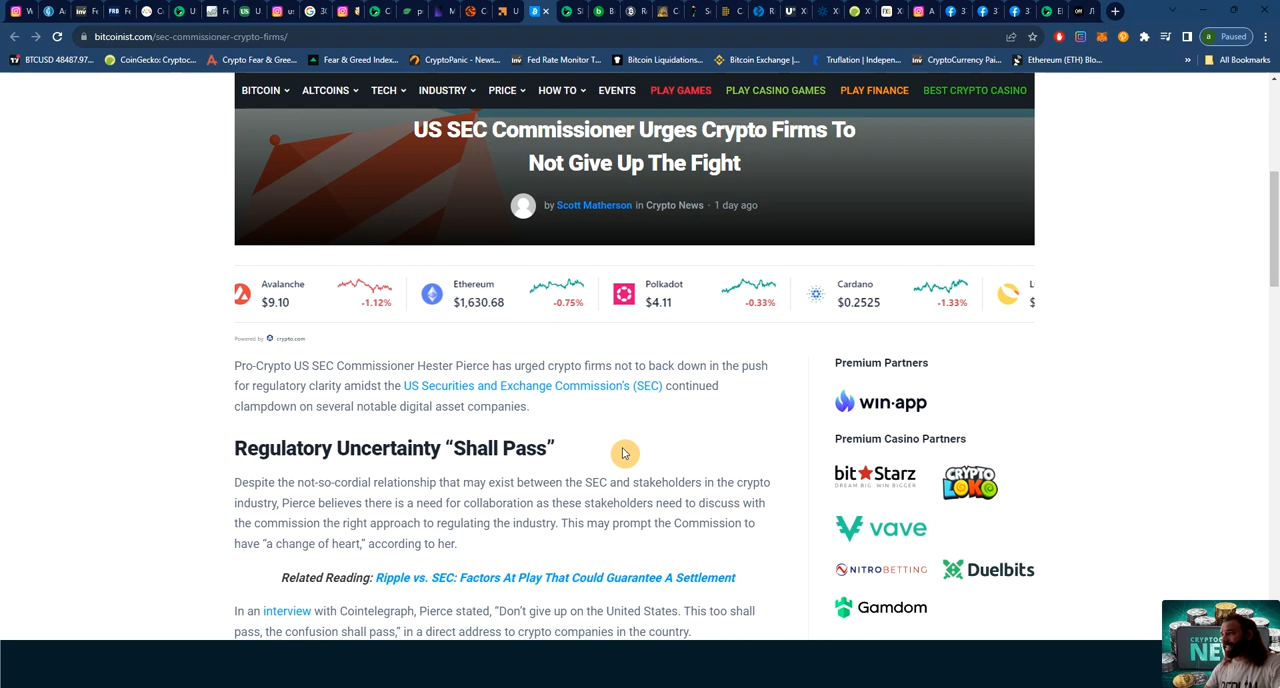 bitcoinist.com/sec-commissioner-crypto-firms/
Paused
BTCUSD 48487.97...
CoinGecko: Cryptoc...
Crypto Fear & Gree...
Fear & Greed Index...
CryptoPanic - News...
Fed Rate Monitor T...
Bitcoin Liquidations...
Bitcoin Exchange |...
Truflation | Indepen...
CryptoCurrency Pai...
Ethereum (ETH) Blo...
»
All Bookmarks
BITCOIN
ALTCOINS
TECH
INDUSTRY
PRICE
HOW TO
EVENTS
PLAY GAMES
PLAY CASINO GAMES
PLAY FINANCE
BEST CRYPTO CASINO
US SEC Commissioner Urges Crypto Firms To
Not Give Up The Fight
by Scott Matherson in Crypto News · 1 day ago
Avalanche
$9.10
-1.12%
Ethereum
$1,630.68
-0.75%
Polkadot
$4.11
-0.33%
Cardano
$0.2525
-1.33%
Powered by crypto.com
Pro-Crypto US SEC Commissioner Hester Pierce has urged crypto firms not to back down in the push
for regulatory clarity amidst the US Securities and Exchange Commission's (SEC) continued
clampdown on several notable digital asset companies.
Regulatory Uncertainty “Shall Pass”
Despite the not-so-cordial relationship that may exist between the SEC and stakeholders in the crypto
industry, Pierce believes there is a need for collaboration as these stakeholders need to discuss with
the commission the right approach to regulating the industry. This may prompt the Commission to
have “a change of heart,” according to her.
Related Reading: Ripple vs. SEC: Factors At Play That Could Guarantee A Settlement
In an interview with Cointelegraph, Pierce stated, “Don’t give up on the United States. This too shall
pass, the confusion shall pass,” in a direct address to crypto companies in the country.
Premium Partners
win·app
Premium Casino Partners
bitStarz
DREAM BIG. WIN BIGGER.
CRYPTO
LOKO
vave
NITROBETTING
Duelbits
Gamdom